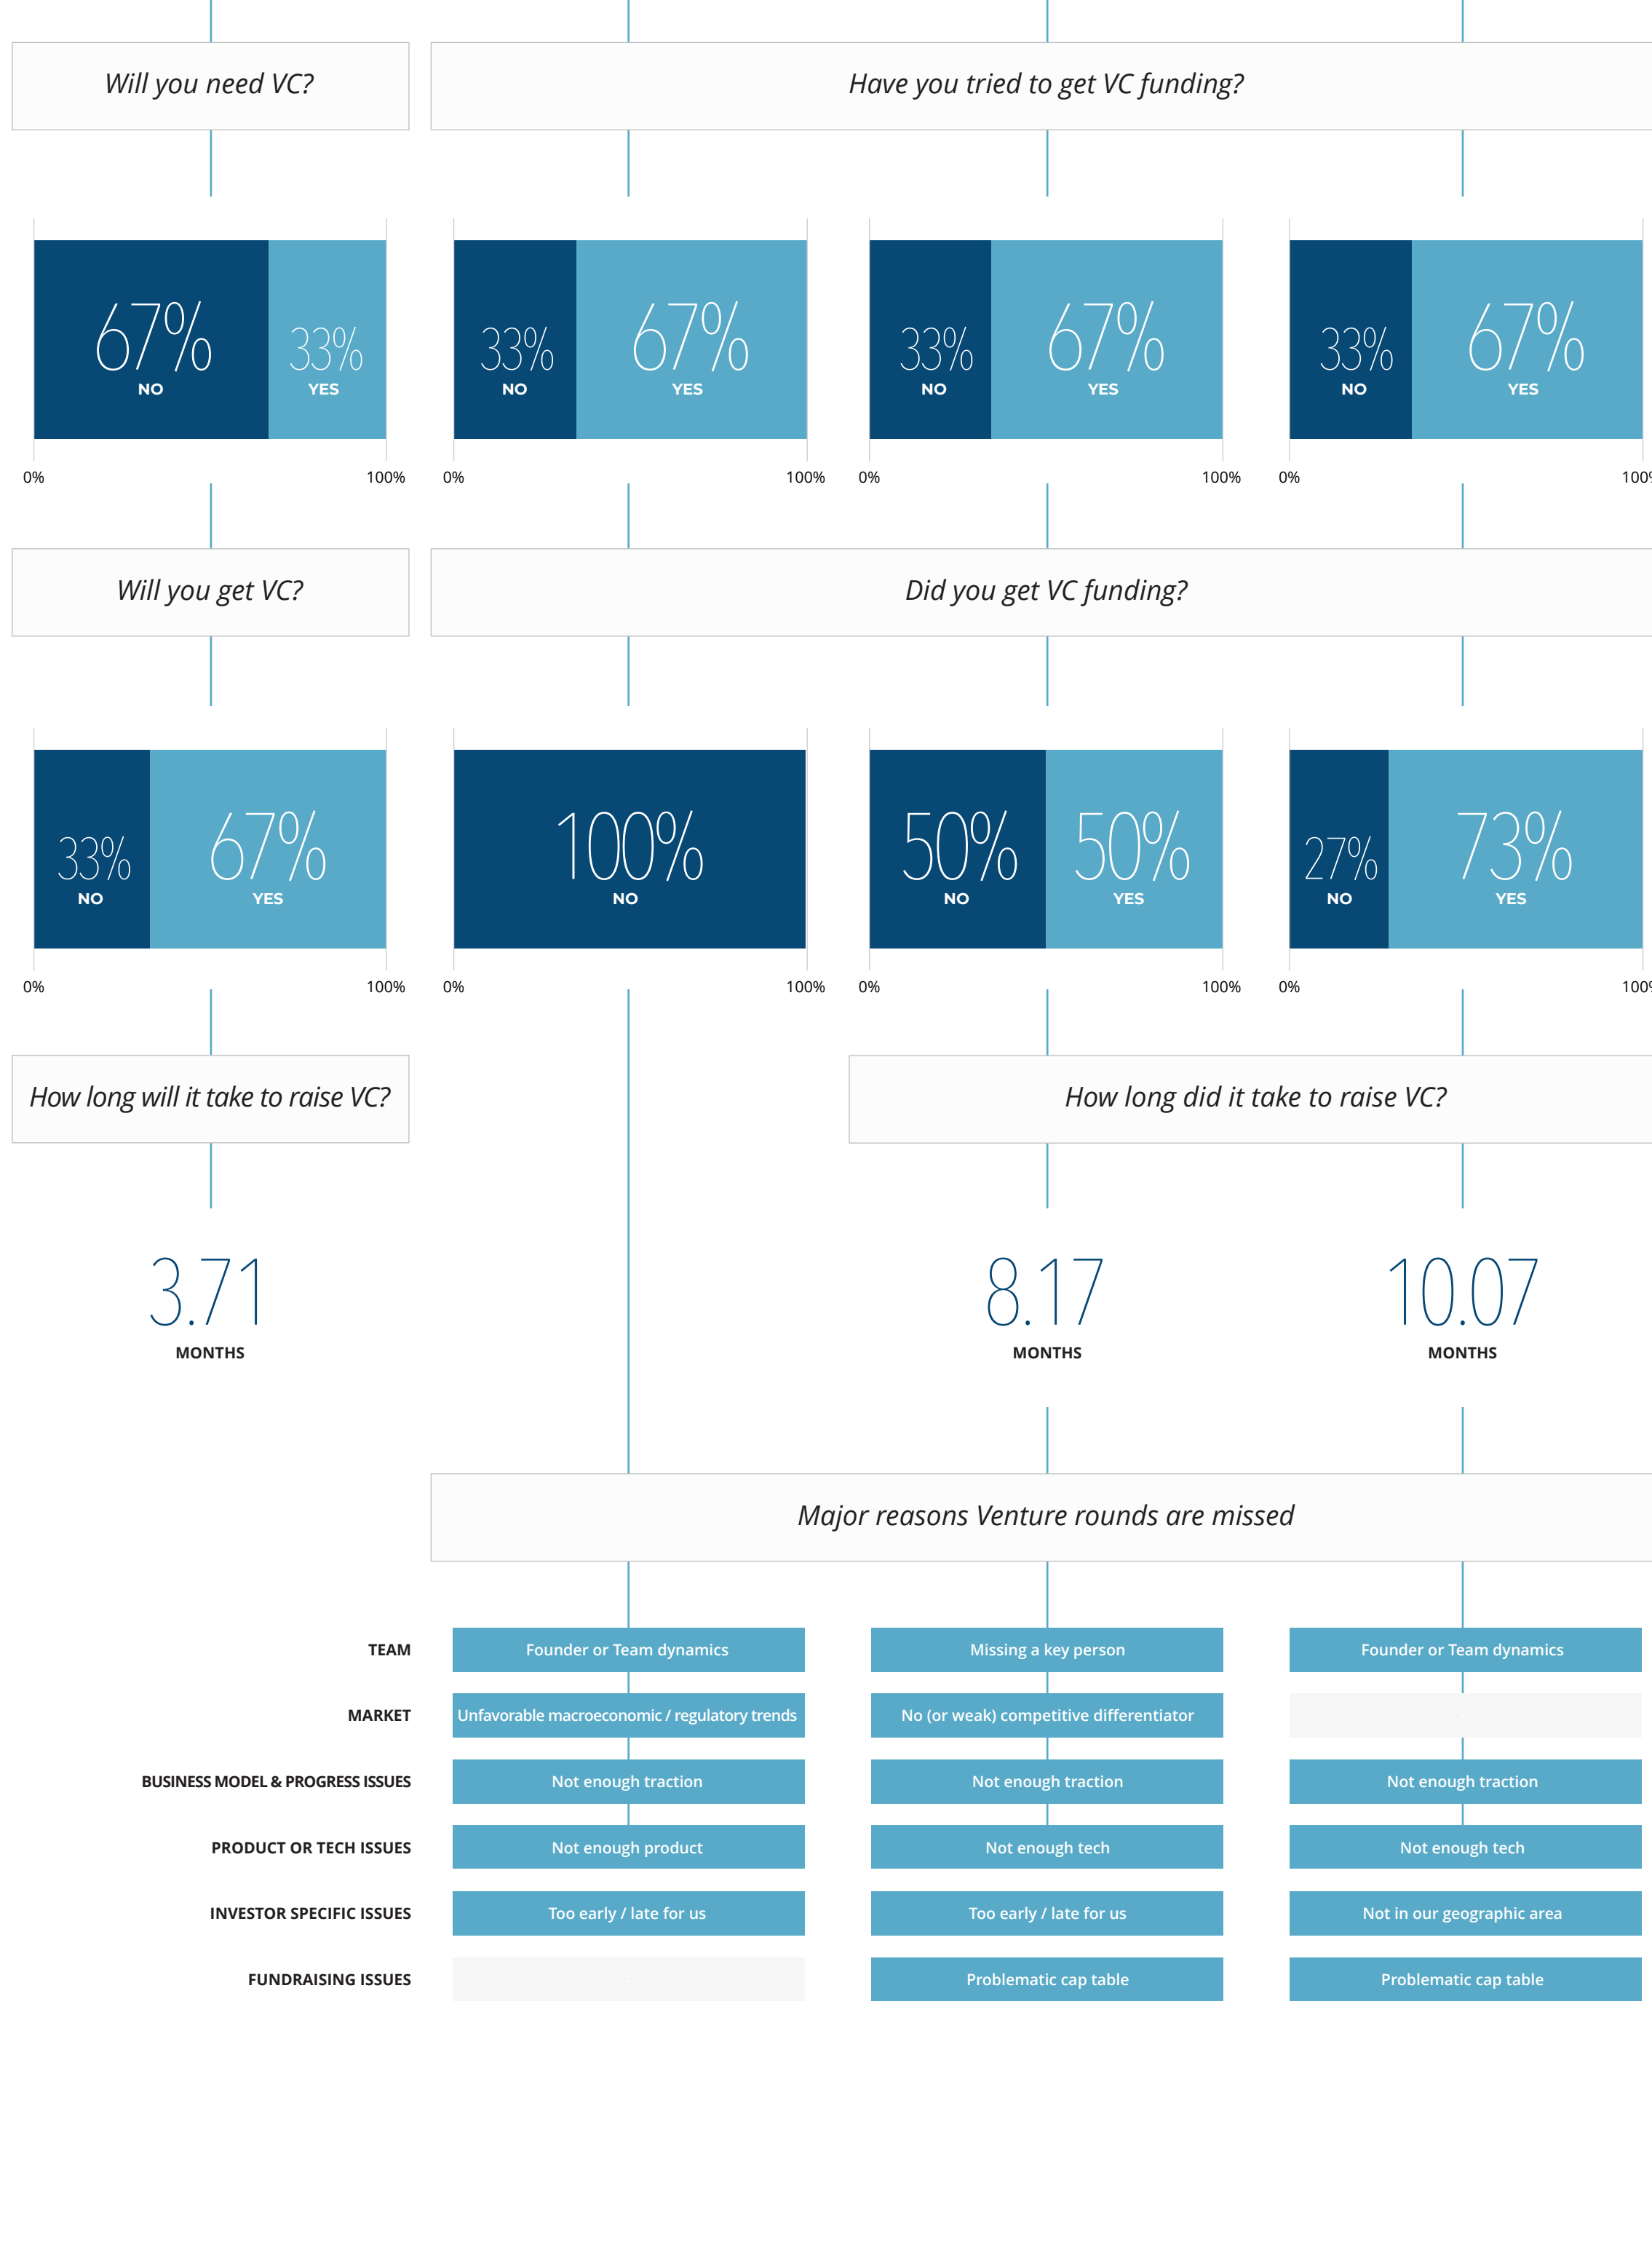 Will you need VC?
Have you tried to get VC funding?
67%
NO
33%
YES
33%
NO
67%
YES
33%
NO
67%
YES
33%
NO
67%
YES
0%
100%
0%
100%
0%
100%
0%
100%
Will you get VC?
Did you get VC funding?
33%
NO
67%
YES
100%
NO
50%
NO
50%
YES
27%
NO
73%
YES
0%
100%
0%
100%
0%
100%
0%
100%
How long will it take to raise VC?
How long did it take to raise VC?
3.71
MONTHS
8.17
MONTHS
10.07
MONTHS
Major reasons Venture rounds are missed
TEAM
Founder or Team dynamics
Missing a key person
Founder or Team dynamics
MARKET
Unfavorable macroeconomic / regulatory trends
No (or weak) competitive differentiator
BUSINESS MODEL & PROGRESS ISSUES
Not enough traction
Not enough traction
Not enough traction
PRODUCT OR TECH ISSUES
Not enough product
Not enough tech
Not enough tech
INVESTOR SPECIFIC ISSUES
Too early / late for us
Too early / late for us
Not in our geographic area
FUNDRAISING ISSUES
Problematic cap table
Problematic cap table